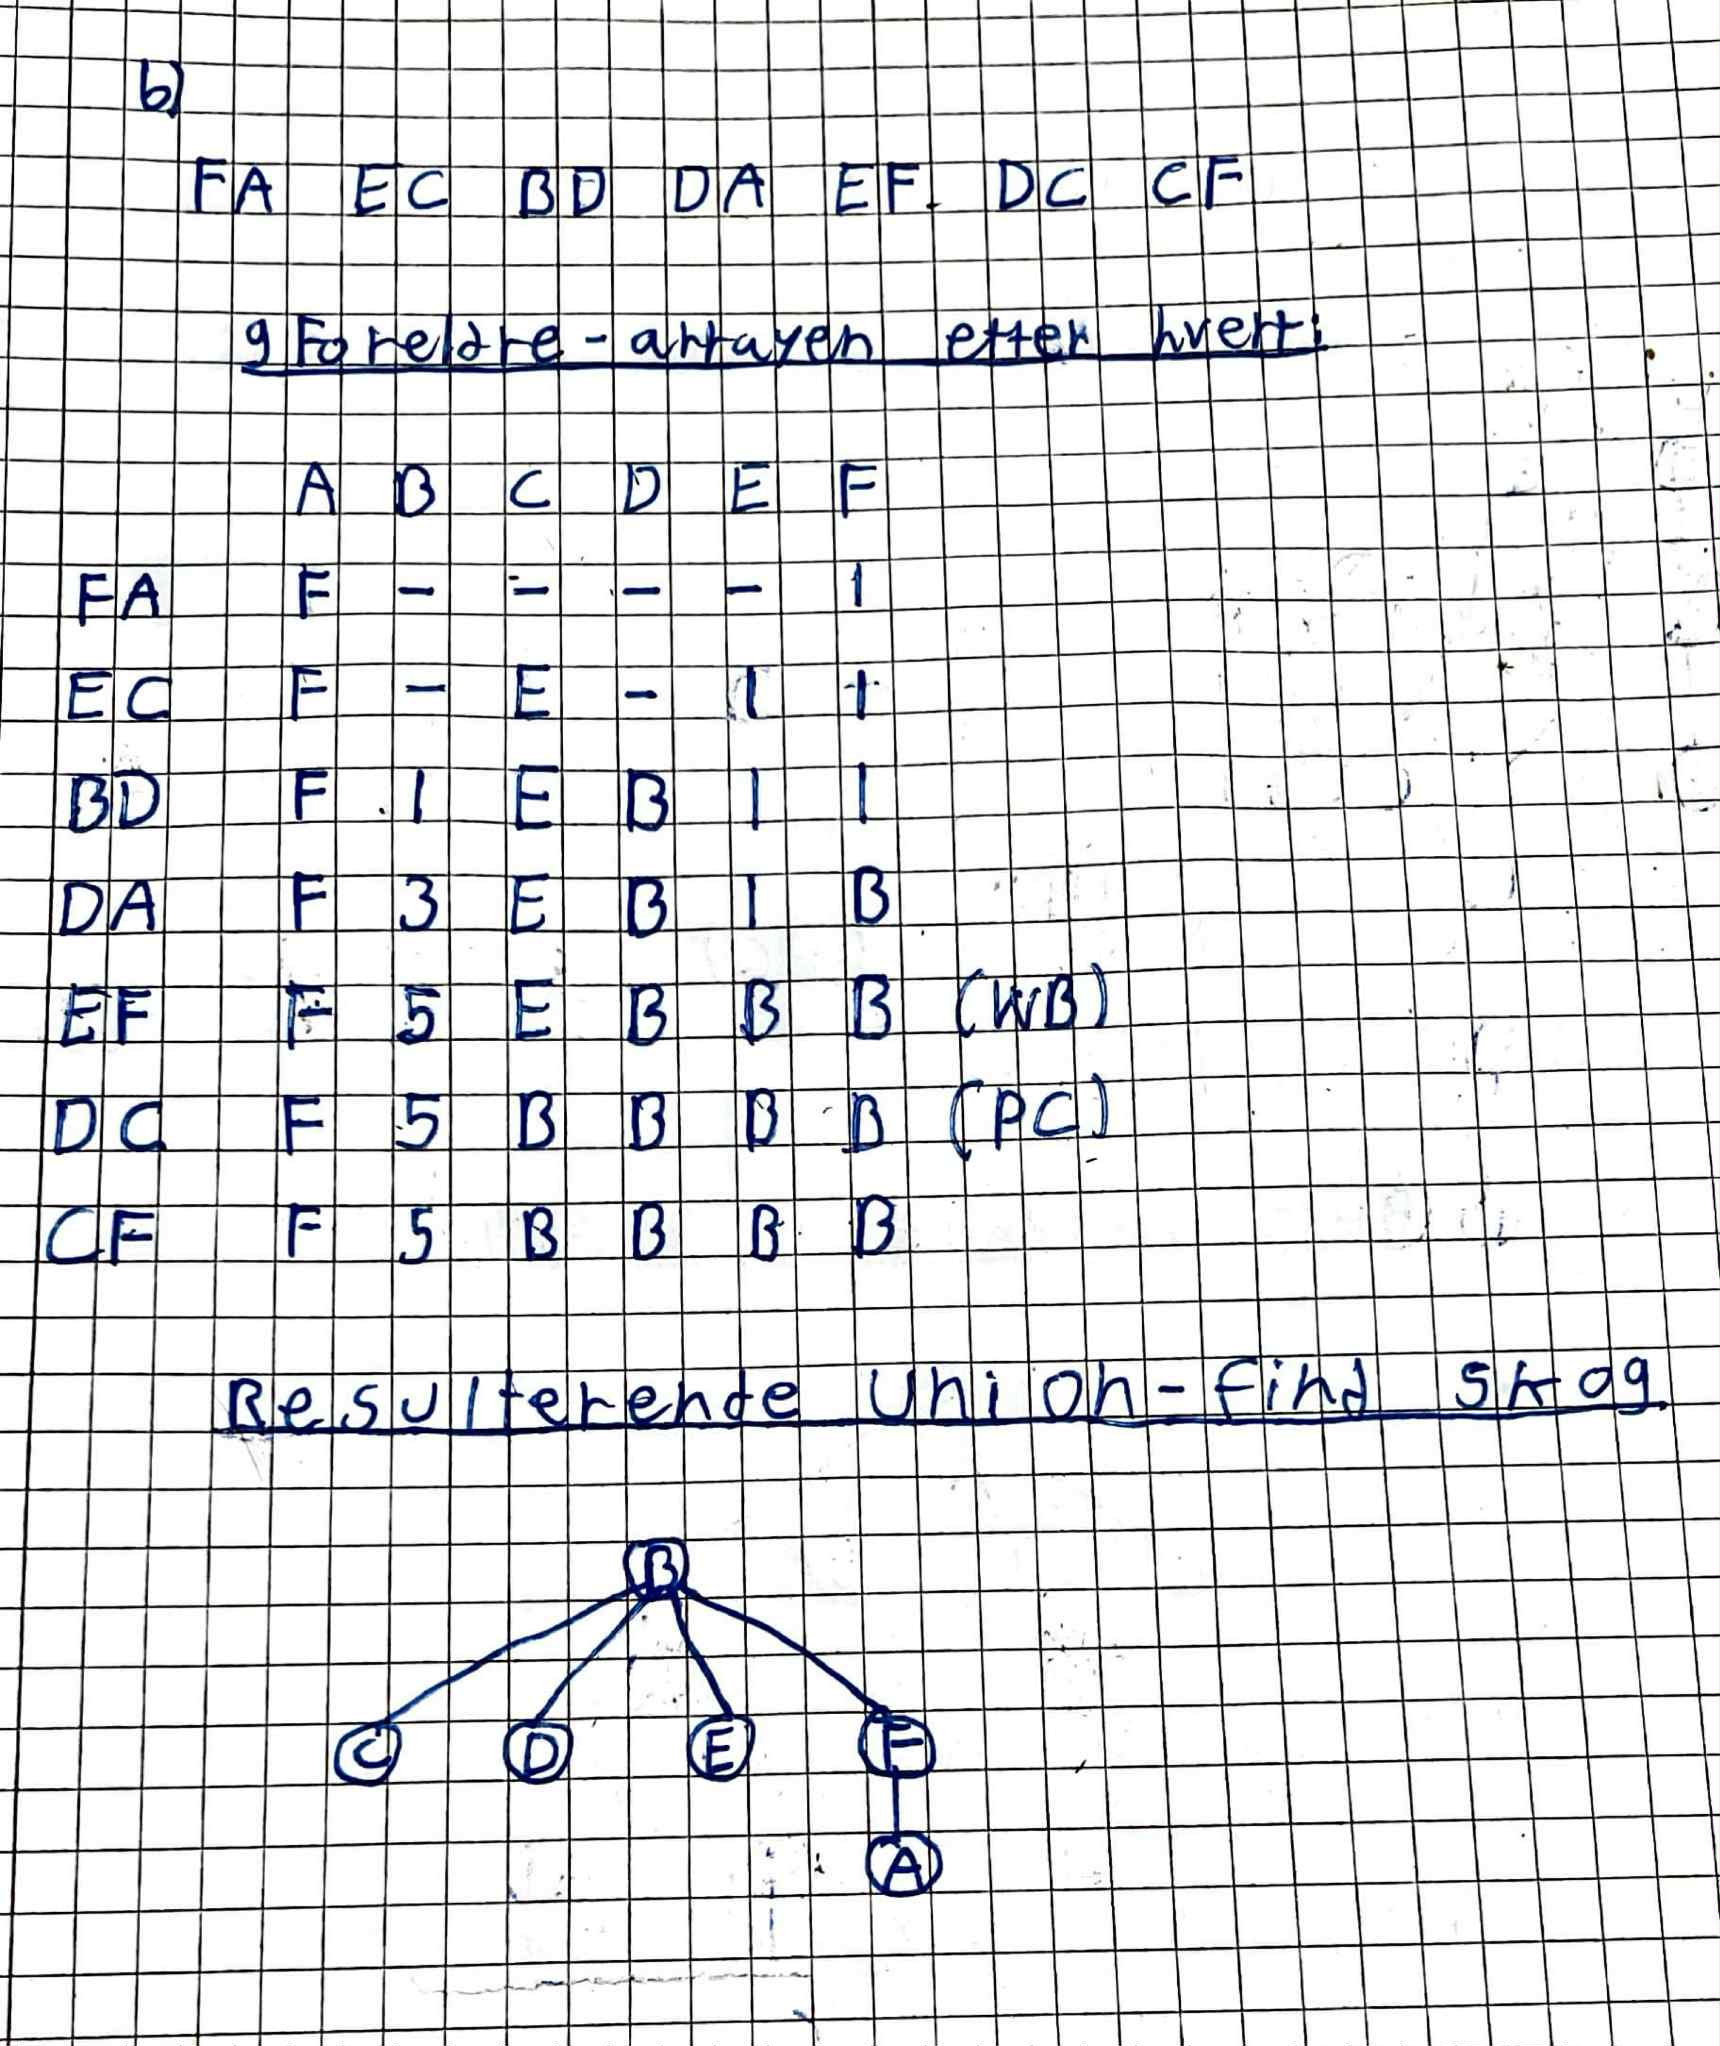 b)
FA EC BD DA EF. DC CF
Foreldre-arrayen etter hvert:
A B C D E F
FA F - - - - 1
EC F - E - 1 1
BD F 1 E B 1 1
DA F 3 E B 1 B
EF F 5 E B B B (WB)
DC F 5 B B B B (PC)
CF F 5 B B B B
Resulterende union-find skog
B
C D E F
A